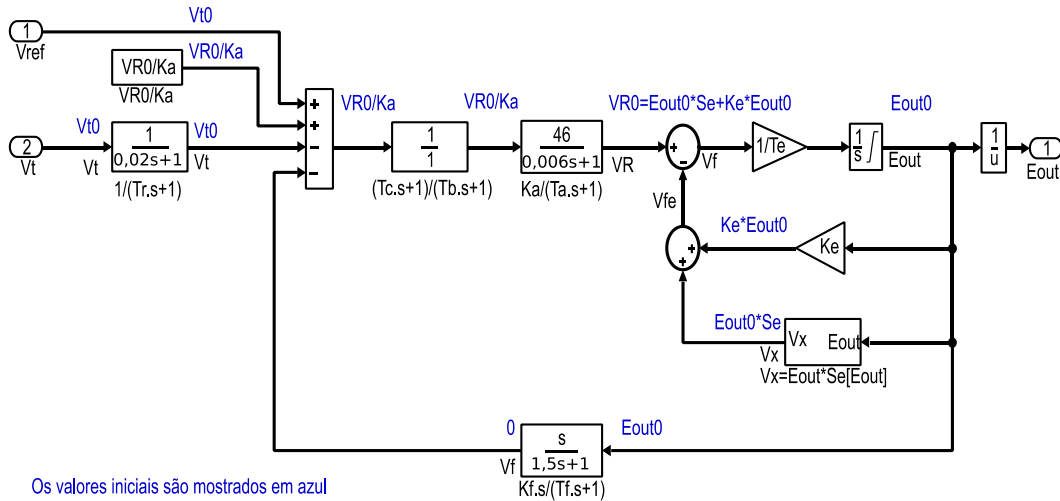 Vt0
1
Vref
VR0/Ka
VR0/Ka
VR0/Ka
VR0/Ka
VR0/Ka
VR0=Eout0*Se+Ke*Eout0
Eout0
Vt0
2
Vt
Vt
1
0,02s+1
1/(Tr.s+1)
Vt0
Vt
+
+
−
−
1
1
(Tc.s+1)/(Tb.s+1)
46
0,006s+1
Ka/(Ta.s+1)
VR
+
−
Vf
1/Te
1
s
∫
Eout
1
u
1
Eout
Vfe
Ke*Eout0
+
+
Ke
Eout0*Se
Vx
Vx
Eout
Vx=Eout*Se[Eout]
0
Vf
s
1,5s+1
Kf.s/(Tf.s+1)
Eout0
Os valores iniciais são mostrados em azul